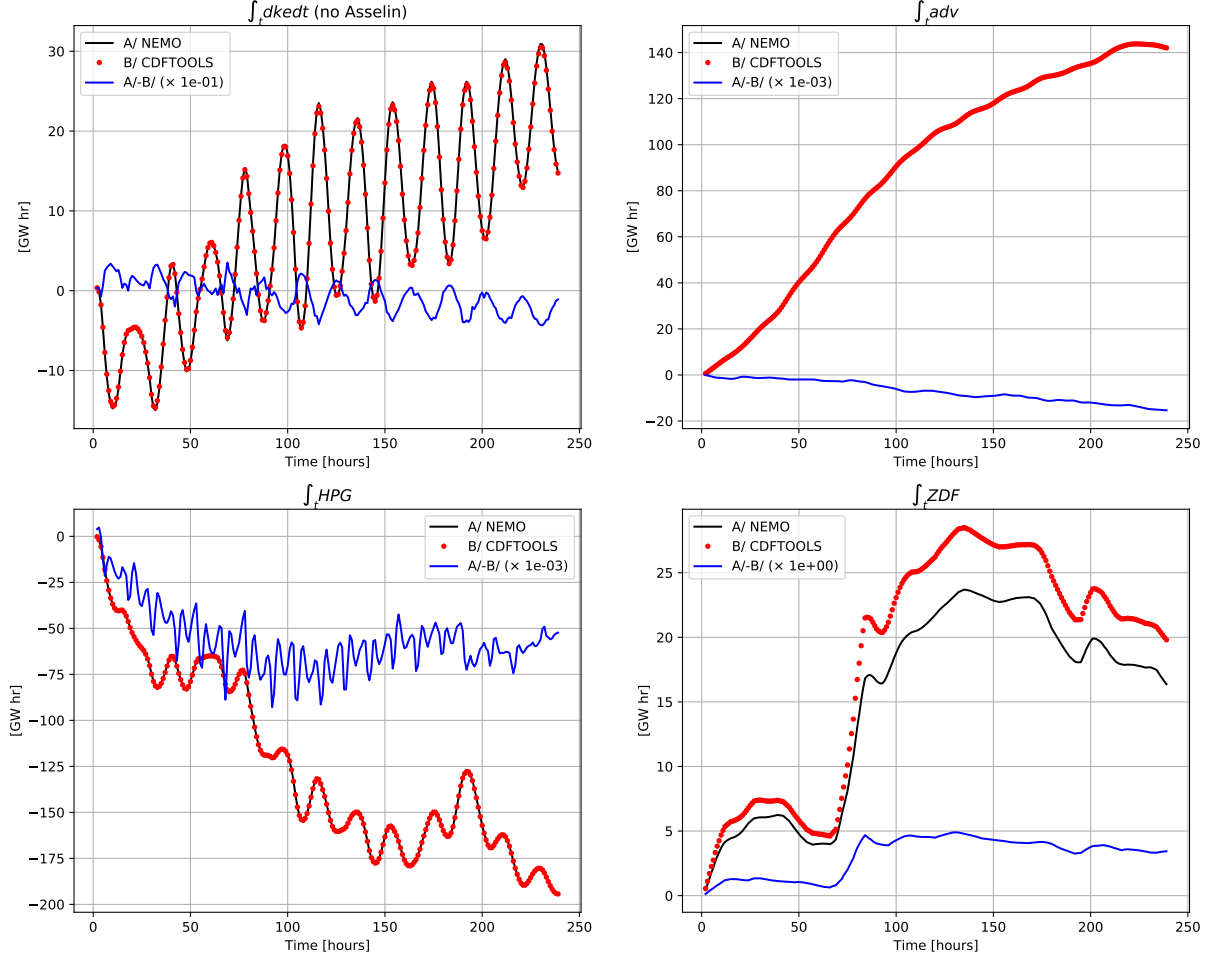 ∫t dkedt (no Asselin)
A/ NEMO
B/ CDFTOOLS
A/-B/ (× 1e-01)
30
20
10
0
−10
[GW hr]
0 50 100 150 200 250
Time [hours]
∫t adv
A/ NEMO
B/ CDFTOOLS
A/-B/ (× 1e-03)
140
120
100
80
60
40
20
0
−20
[GW hr]
0 50 100 150 200 250
Time [hours]
∫t HPG
A/ NEMO
B/ CDFTOOLS
A/-B/ (× 1e-03)
0
−25
−50
−75
−100
−125
−150
−175
−200
[GW hr]
0 50 100 150 200 250
Time [hours]
∫t ZDF
A/ NEMO
B/ CDFTOOLS
A/-B/ (× 1e+00)
25
20
15
10
5
0
[GW hr]
0 50 100 150 200 250
Time [hours]